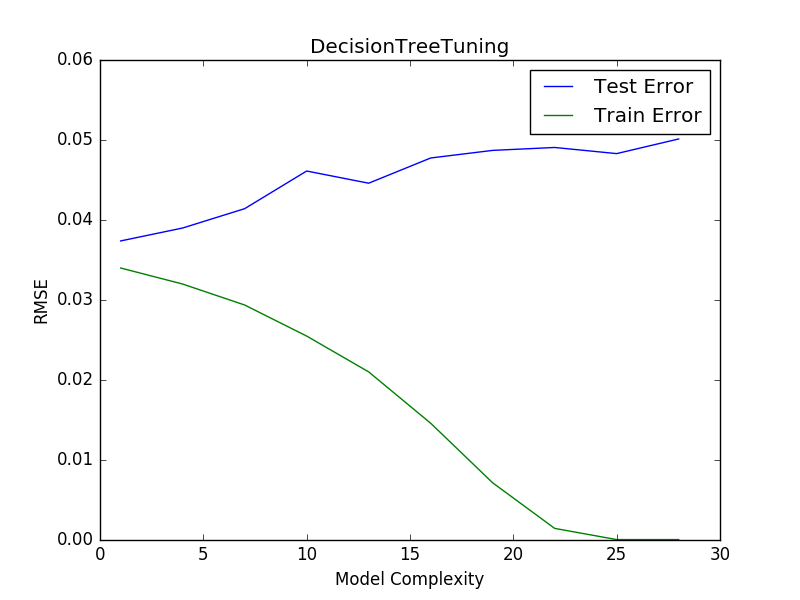 DecisionTreeTuning
Test Error
Train Error
0.06
0.05
0.04
0.03
0.02
0.01
0.00
RMSE
0 5 10 15 20 25 30
Model Complexity